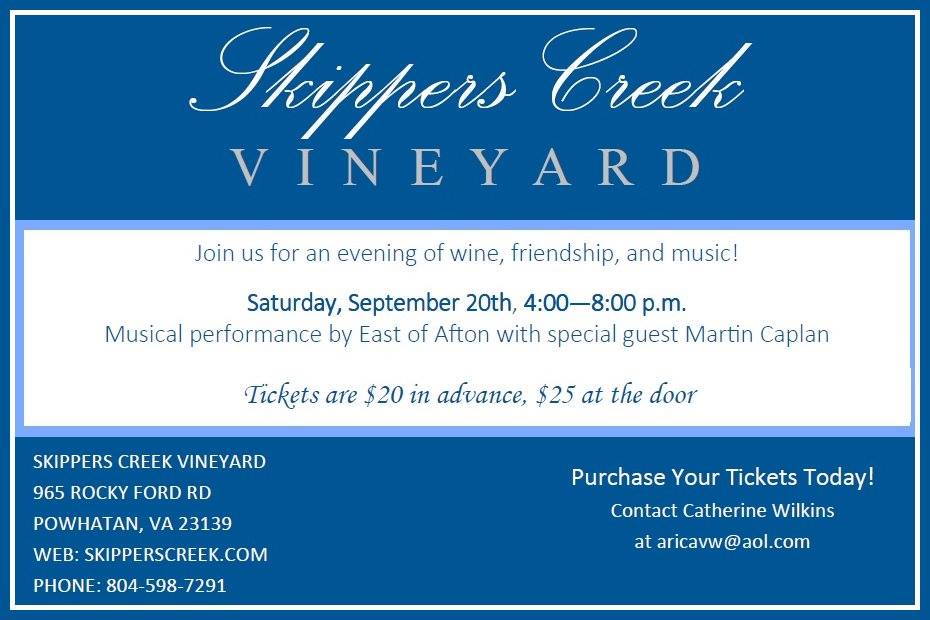 Skippers Creek
VINEYARD
Join us for an evening of wine, friendship, and music!
Saturday, September 20th, 4:00—8:00 p.m.
Musical performance by East of Afton with special guest Martin Caplan
Tickets are $20 in advance, $25 at the door
SKIPPERS CREEK VINEYARD
965 ROCKY FORD RD
POWHATAN, VA 23139
WEB: SKIPPERSCREEK.COM
PHONE: 804-598-7291
Purchase Your Tickets Today!
Contact Catherine Wilkins
at aricavw@aol.com